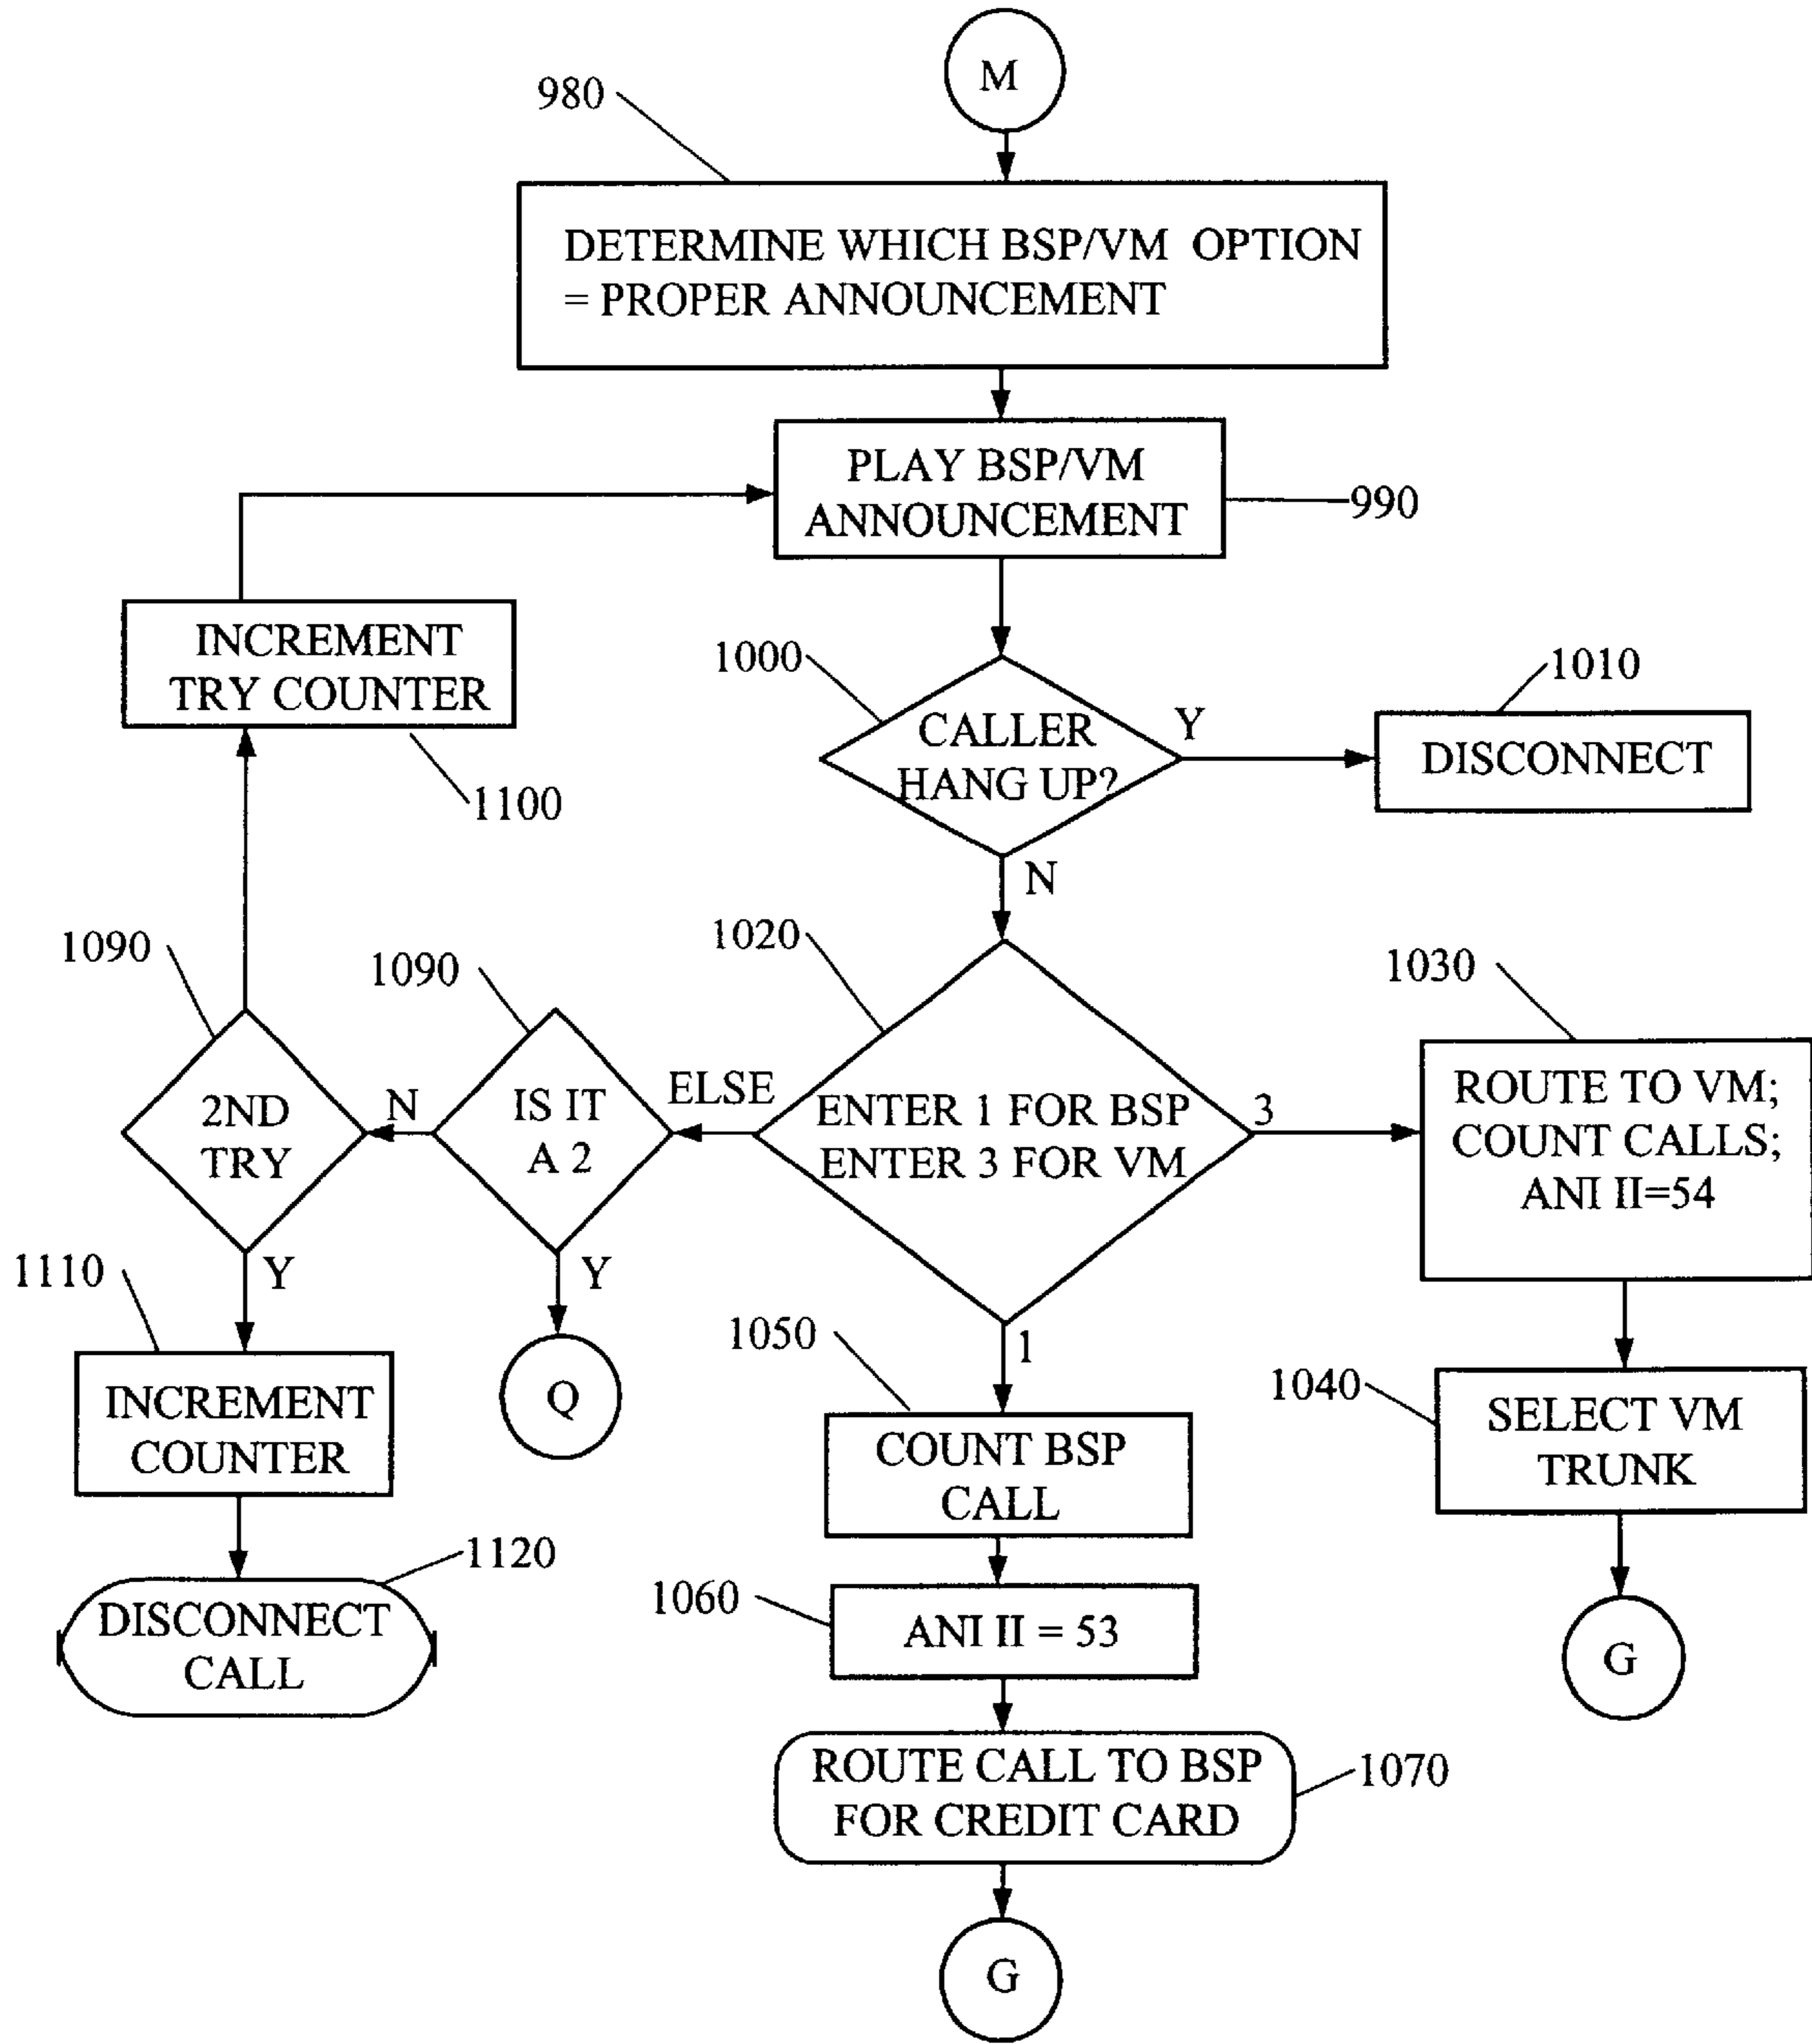 M
980
DETERMINE WHICH BSP/VM OPTION
= PROPER ANNOUNCEMENT
PLAY BSP/VM
ANNOUNCEMENT
990
INCREMENT
TRY COUNTER
1100
1000
CALLER
HANG UP?
Y
1010
DISCONNECT
N
1090
2ND
TRY
N
1090
IS IT
A 2
ELSE
1020
ENTER 1 FOR BSP
ENTER 3 FOR VM
3
1030
ROUTE TO VM;
COUNT CALLS;
ANI II=54
Y
1110
INCREMENT
COUNTER
1120
DISCONNECT
CALL
Y
Q
1
1050
COUNT BSP
CALL
1060
ANI II = 53
ROUTE CALL TO BSP
FOR CREDIT CARD
1070
G
1040
SELECT VM
TRUNK
G